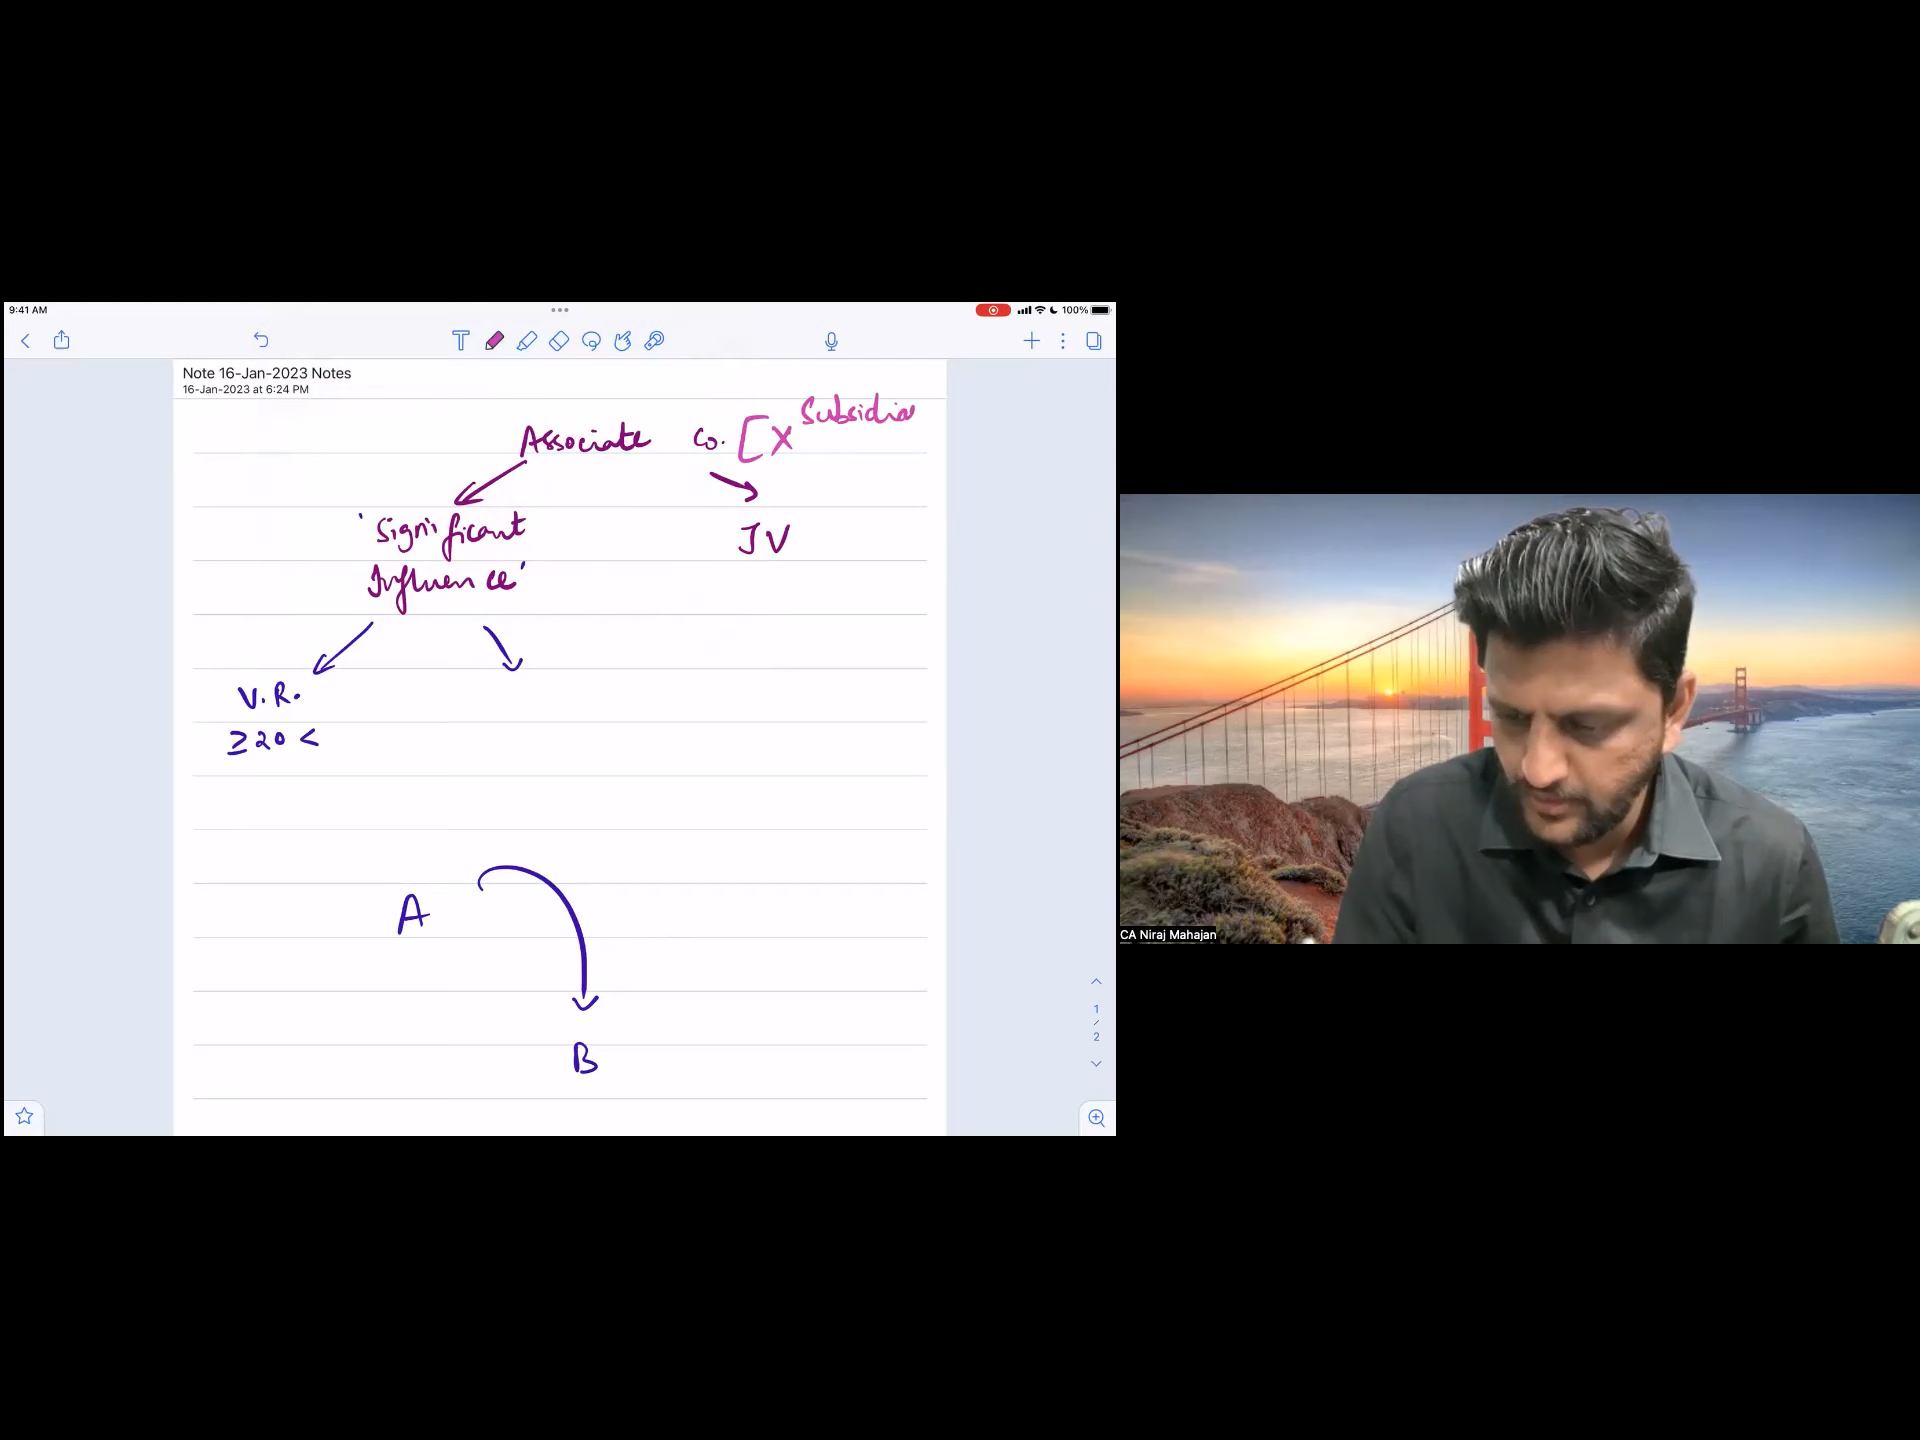 9:41 AM
100%
Note 16-Jan-2023 Notes
16-Jan-2023 at 6:24 PM
Associate Co. [X Subsidia
'Significant
Influence'
JV
V.R.
≥20 <
A
B
CA Niraj Mahajan
1
/
2